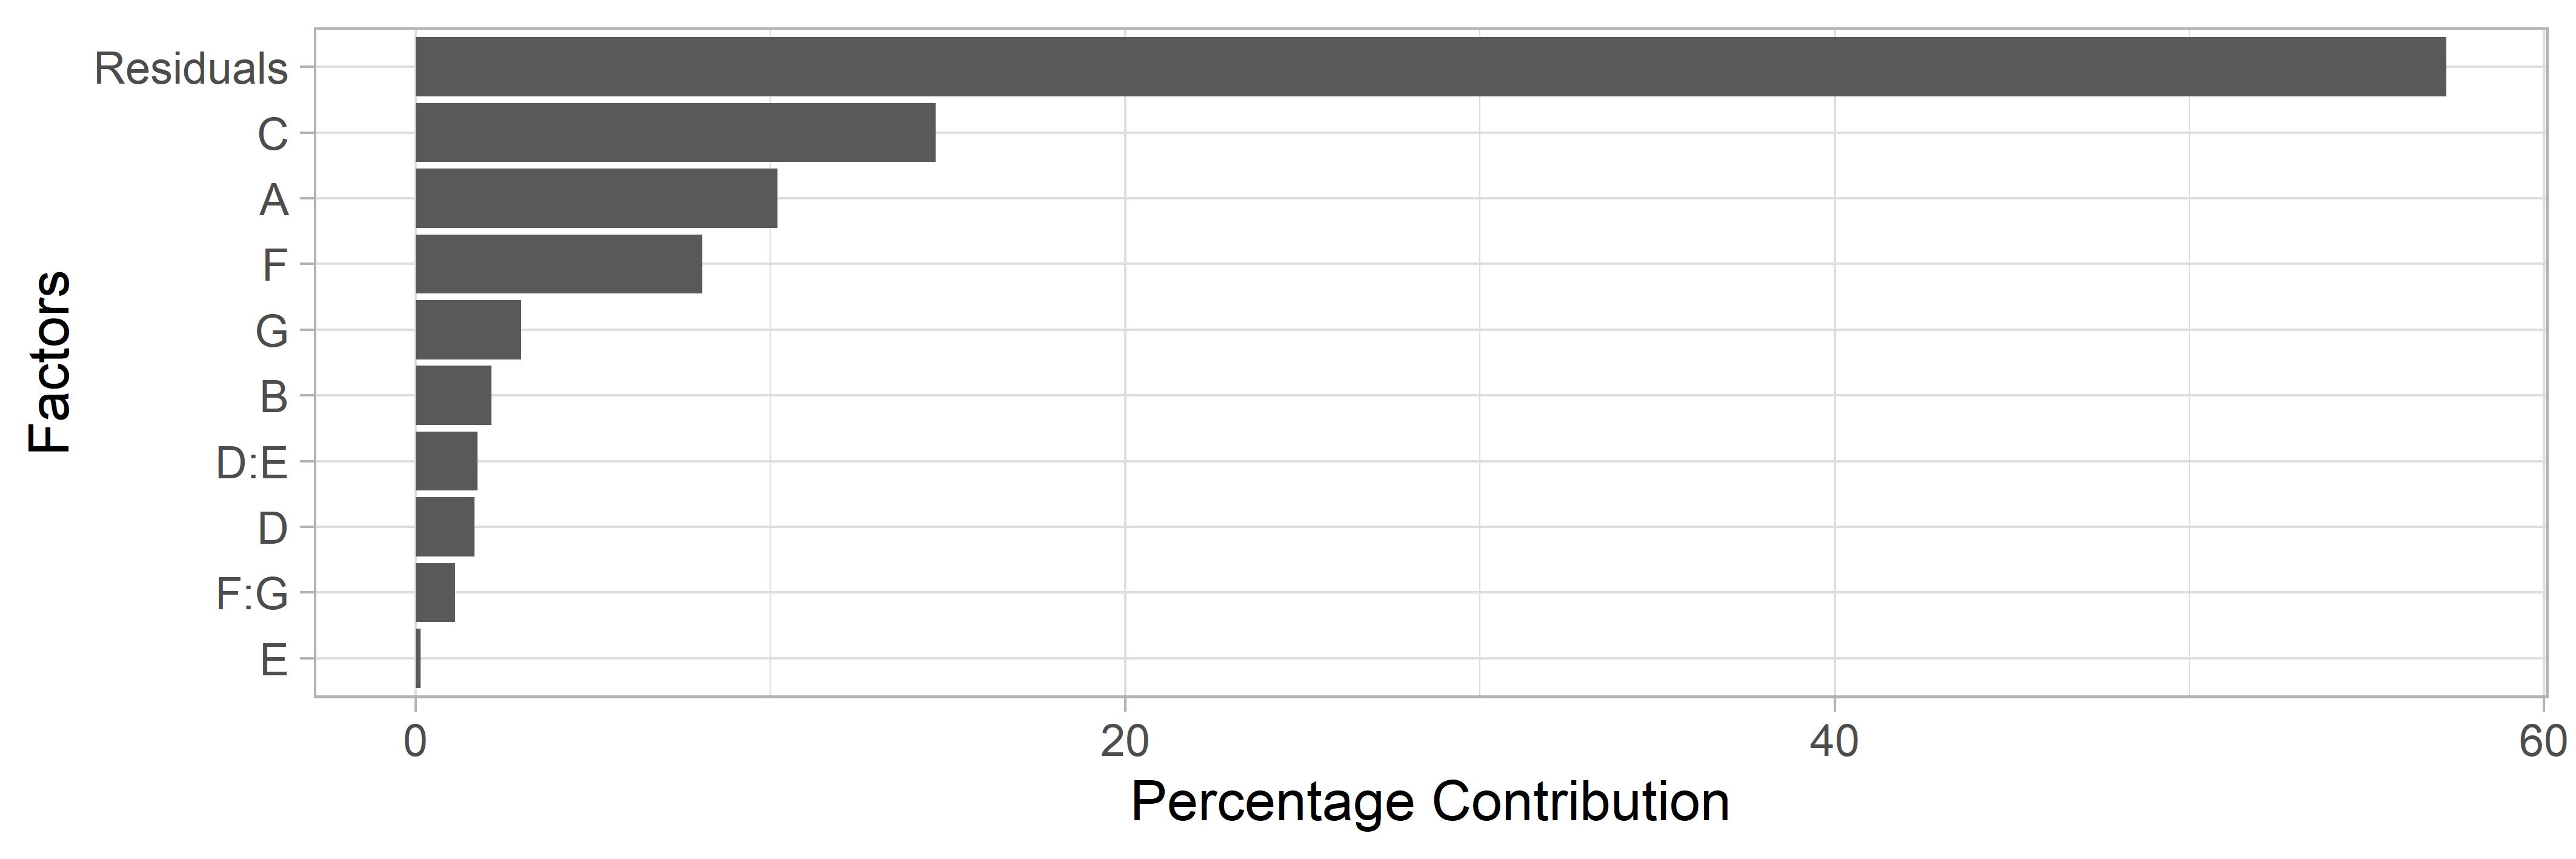 Factors
Residuals
C
A
F
G
B
D:E
D
F:G
E
0 20 40 60
Percentage Contribution